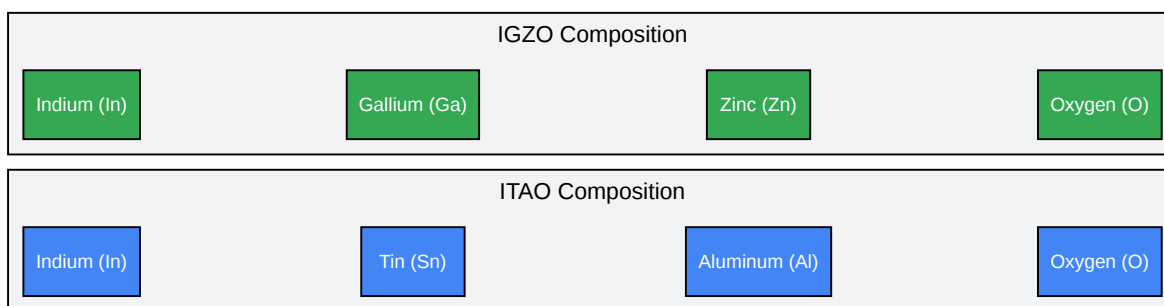 IGZO Composition
Indium (In) Gallium (Ga) Zinc (Zn) Oxygen (O)
ITAO Composition
Indium (In) Tin (Sn) Aluminum (Al) Oxygen (O)